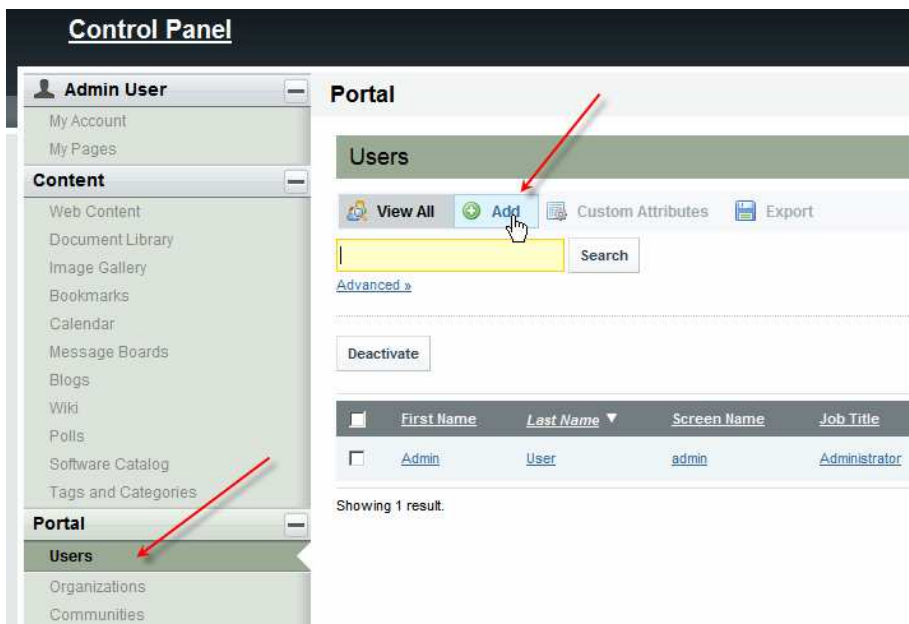 Control Panel
Admin User
My Account
My Pages
Content
Web Content
Document Library
Image Gallery
Bookmarks
Calendar
Message Boards
Blogs
Wiki
Polls
Software Catalog
Tags and Categories
Portal
Users
Organizations
Communities
Portal
Users
View All Add Custom Attributes Export
Search
Advanced »
Deactivate
First Name Last Name ▼ Screen Name Job Title
Admin User admin Administrator
Showing 1 result.